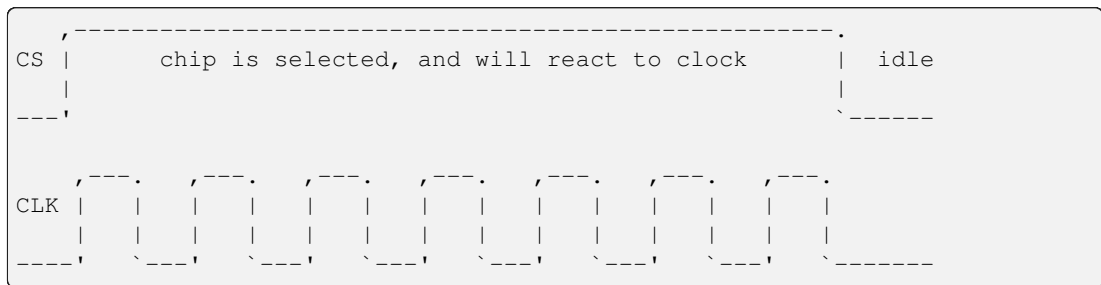 ,----------------------------------------------------.
CS |      chip is selected, and will react to clock      |  idle
   |                                                     |
---'                                                     `------
    ,---.   ,---.   ,---.   ,---.   ,---.   ,---.   ,---.
CLK |   |   |   |   |   |   |   |   |   |   |   |   |   |
    |   |   |   |   |   |   |   |   |   |   |   |   |   |
----'   `---'   `---'   `---'   `---'   `---'   `---'   `-------